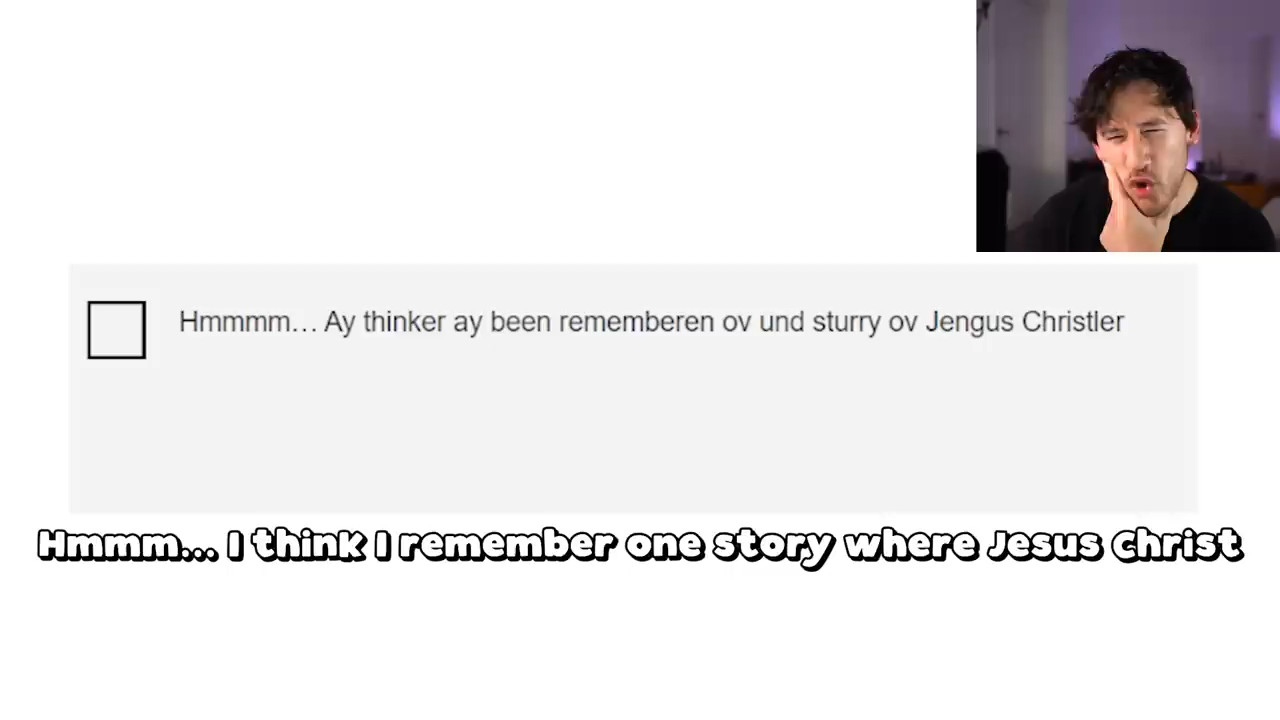 Hmmmm… Ay thinker ay been rememberen ov und sturry ov Jengus Christler
Hmmm... I think I remember one story where Jesus Christ